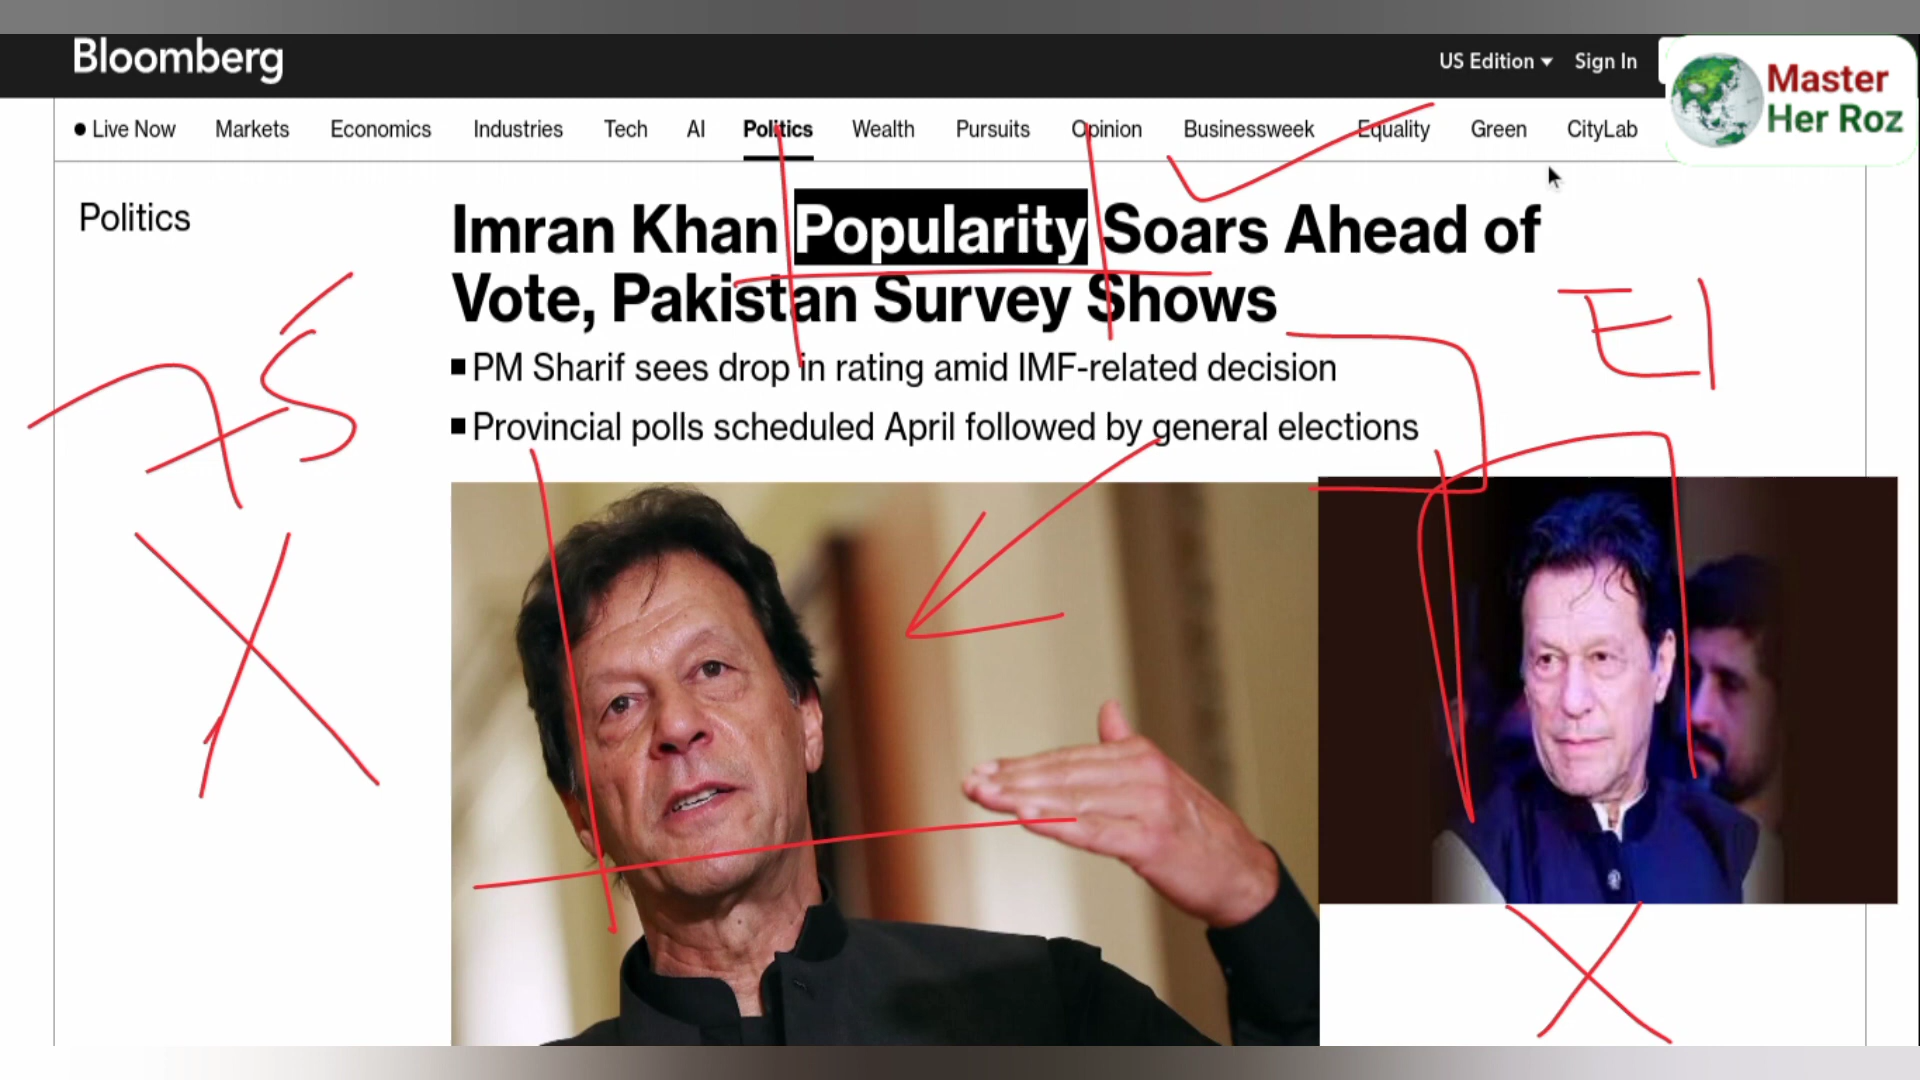 Bloomberg
US Edition
Sign In
Master
Her Roz
Live Now Markets Economics Industries Tech AI Politics Wealth Pursuits Opinion Businessweek Equality Green CityLab
Politics
Imran Khan Popularity Soars Ahead of
Vote, Pakistan Survey Shows
PM Sharif sees drop in rating amid IMF-related decision
Provincial polls scheduled April followed by general elections